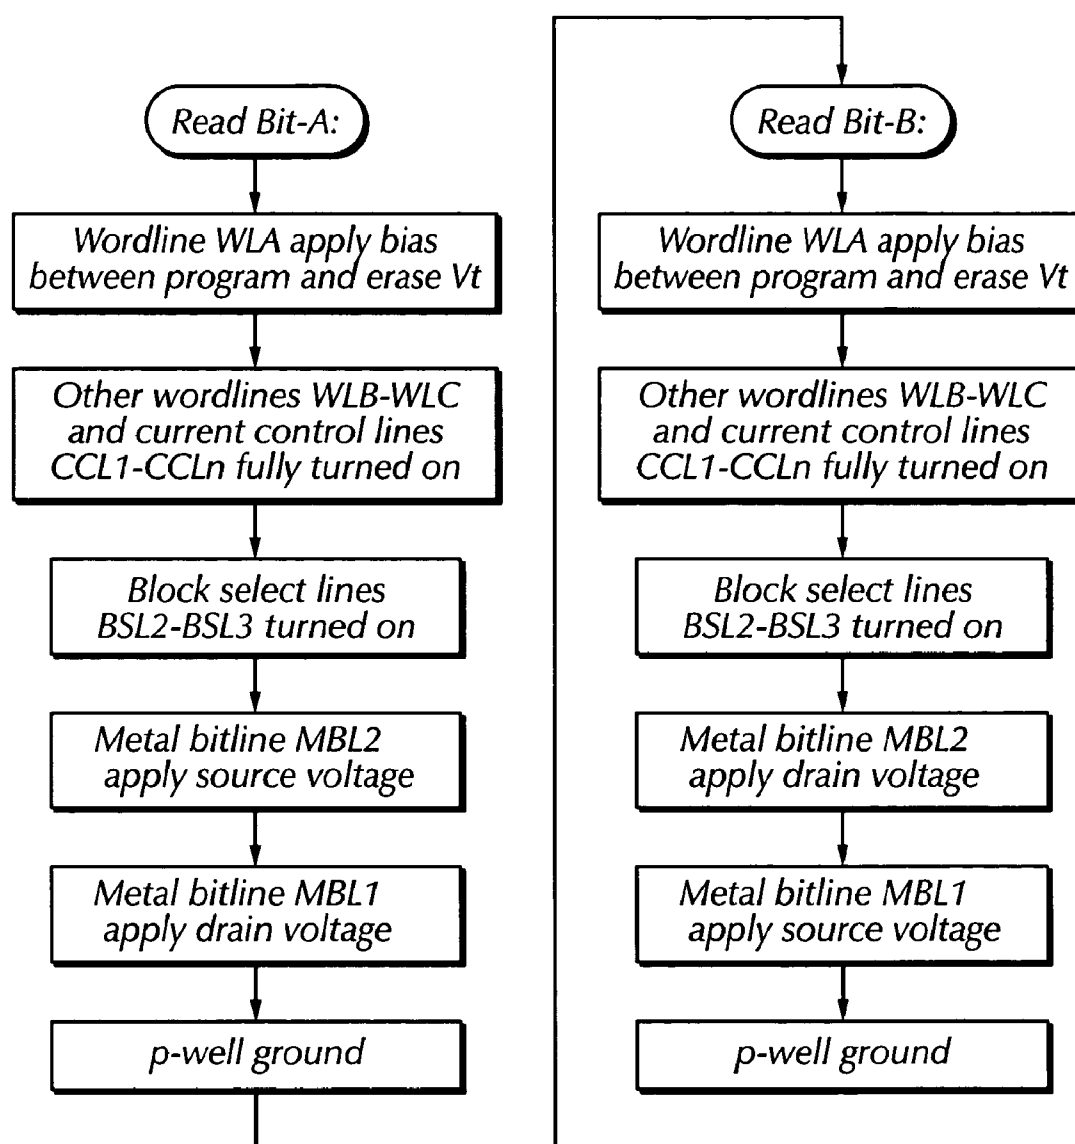 Read Bit-A:
Wordline WLA apply bias
between program and erase Vt
Other wordlines WLB-WLC
and current control lines
CCL1-CCLn fully turned on
Block select lines
BSL2-BSL3 turned on
Metal bitline MBL2
apply source voltage
Metal bitline MBL1
apply drain voltage
p-well ground
Read Bit-B:
Wordline WLA apply bias
between program and erase Vt
Other wordlines WLB-WLC
and current control lines
CCL1-CCLn fully turned on
Block select lines
BSL2-BSL3 turned on
Metal bitline MBL2
apply drain voltage
Metal bitline MBL1
apply source voltage
p-well ground